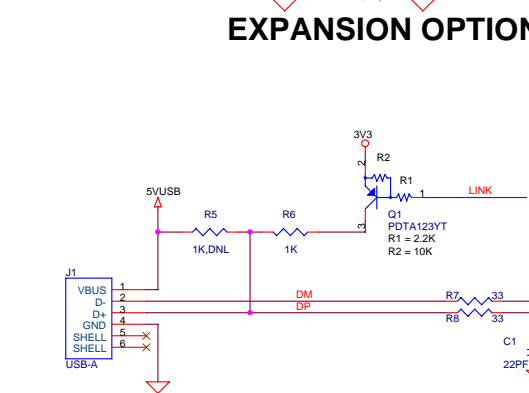 EXPANSION OPTION
3V3
2
R2
R1
1
LINK
5VUSB
R5
R6
3
Q1
PDTA123YT
R1 = 2.2K
R2 = 10K
1K,DNL
1K
J1
VBUS 1
D- 2
D+ 3
GND 4
SHELL 5
SHELL 6
USB-A
DM
DP
R7 33
R8 33
C1
22PF